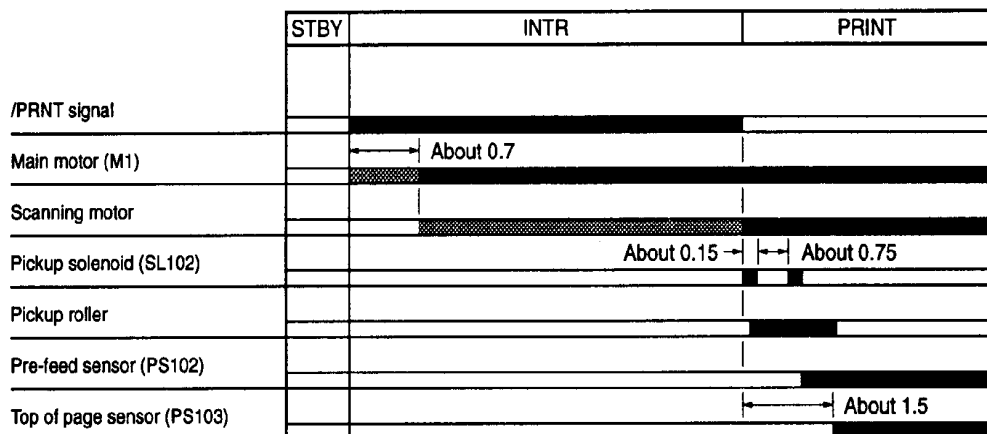 STBY INTR PRINT
/PRNT signal
About 0.7
Main motor (M1)
Scanning motor
About 0.15 About 0.75
Pickup solenoid (SL102)
Pickup roller
Pre-feed sensor (PS102)
About 1.5
Top of page sensor (PS103)